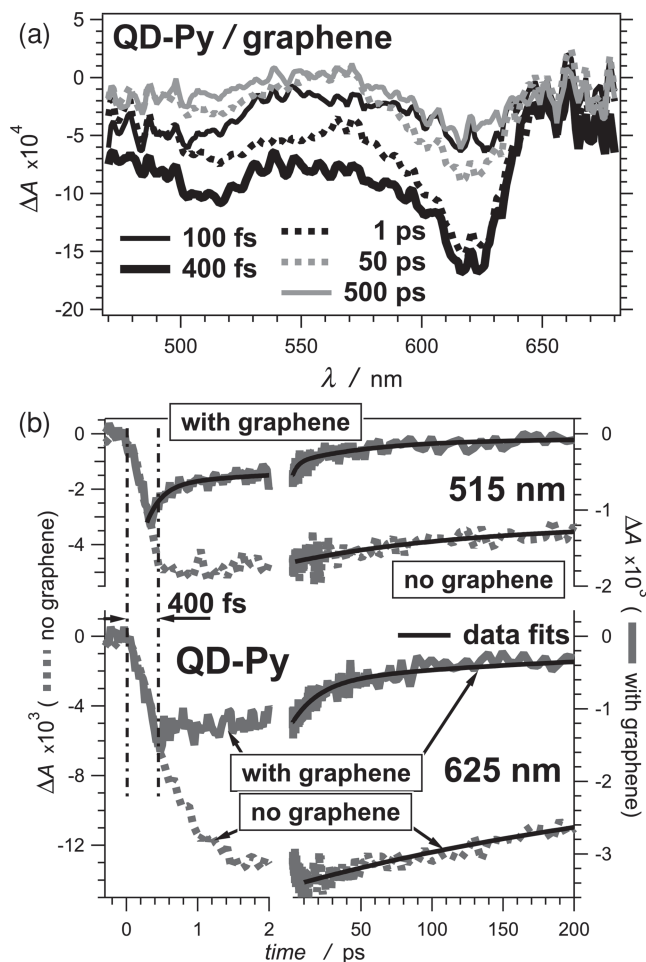 (a)
QD-Py / graphene
5
0
-5
-10
-15
-20
ΔA x10⁴
100 fs
400 fs
1 ps
50 ps
500 ps
500
550
600
650
λ / nm
(b)
with graphene
0
-2
-4
515 nm
0
-1
-2
no graphene
400 fs
QD-Py
data fits
0
-4
-8
-12
with graphene
no graphene
625 nm
0
-1
-2
-3
ΔA x10³ ( no graphene)
ΔA x10³ ( with graphene)
0
1
2
50
100
150
200
time / ps